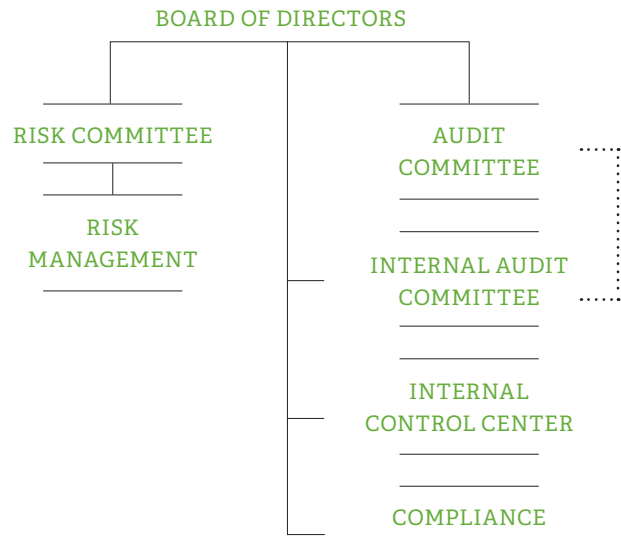 BOARD OF DIRECTORS
RISK COMMITTEE
RISK
MANAGEMENT
AUDIT
COMMITTEE
INTERNAL AUDIT
COMMITTEE
INTERNAL
CONTROL CENTER
COMPLIANCE